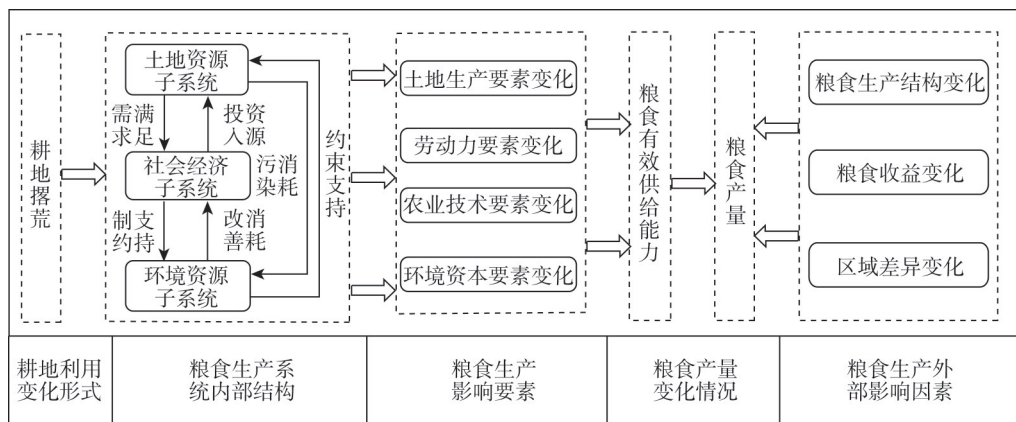 耕地撂荒
土地资源
子系统
需满
求足
投资
入源
社会经济
子系统
污消
染耗
约束支持
制支
约持
改消
善耗
环境资源
子系统
土地生产要素变化
劳动力要素变化
农业技术要素变化
环境资本要素变化
粮食有效供给能力
粮食产量
粮食生产结构变化
粮食收益变化
区域差异变化
耕地利用
变化形式
粮食生产系
统内部结构
粮食生产
影响要素
粮食产量
变化情况
粮食生产外
部影响因素